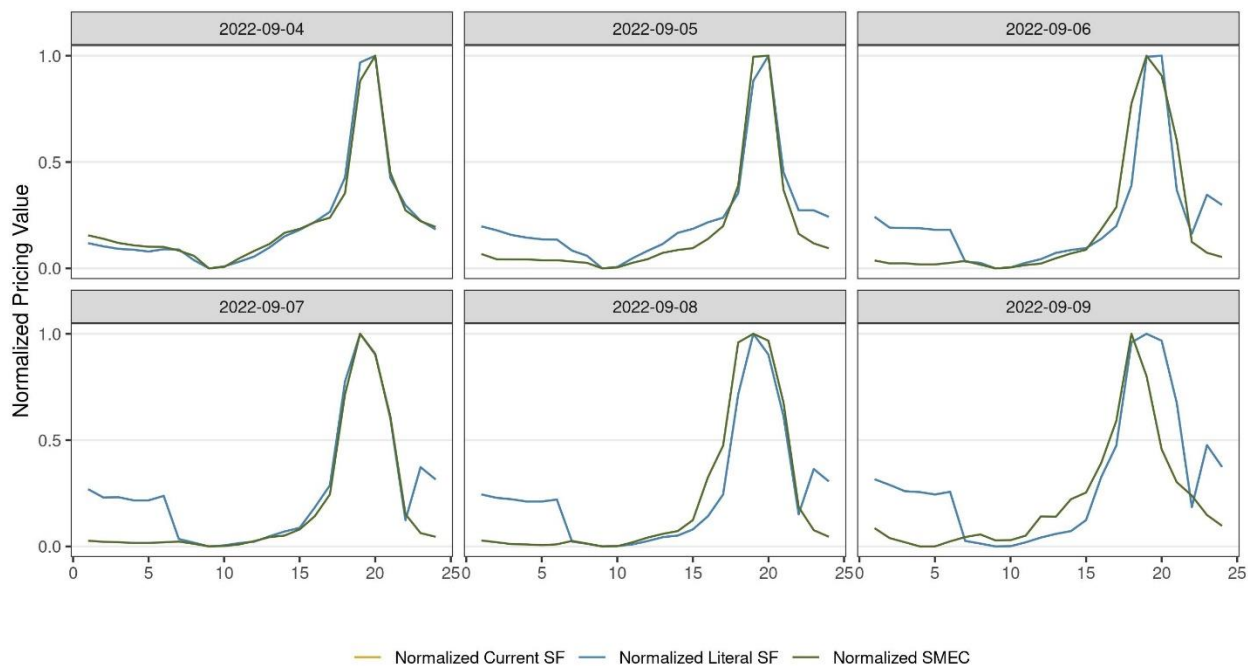 2022-09-04 2022-09-05 2022-09-06
1.0
0.5
0.0
2022-09-07 2022-09-08 2022-09-09
1.0
0.5
0.0
0 5 10 15 20 25 0 5 10 15 20 25 0 5 10 15 20 25
Normalized Pricing Value
Normalized Current SF Normalized Literal SF Normalized SMEC